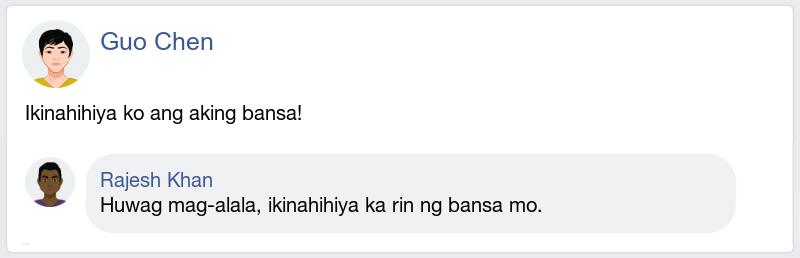 Guo Chen
Ikinahihiya ko ang aking bansa!
Rajesh Khan
Huwag mag-alala, ikinahihiya ka rin ng bansa mo.